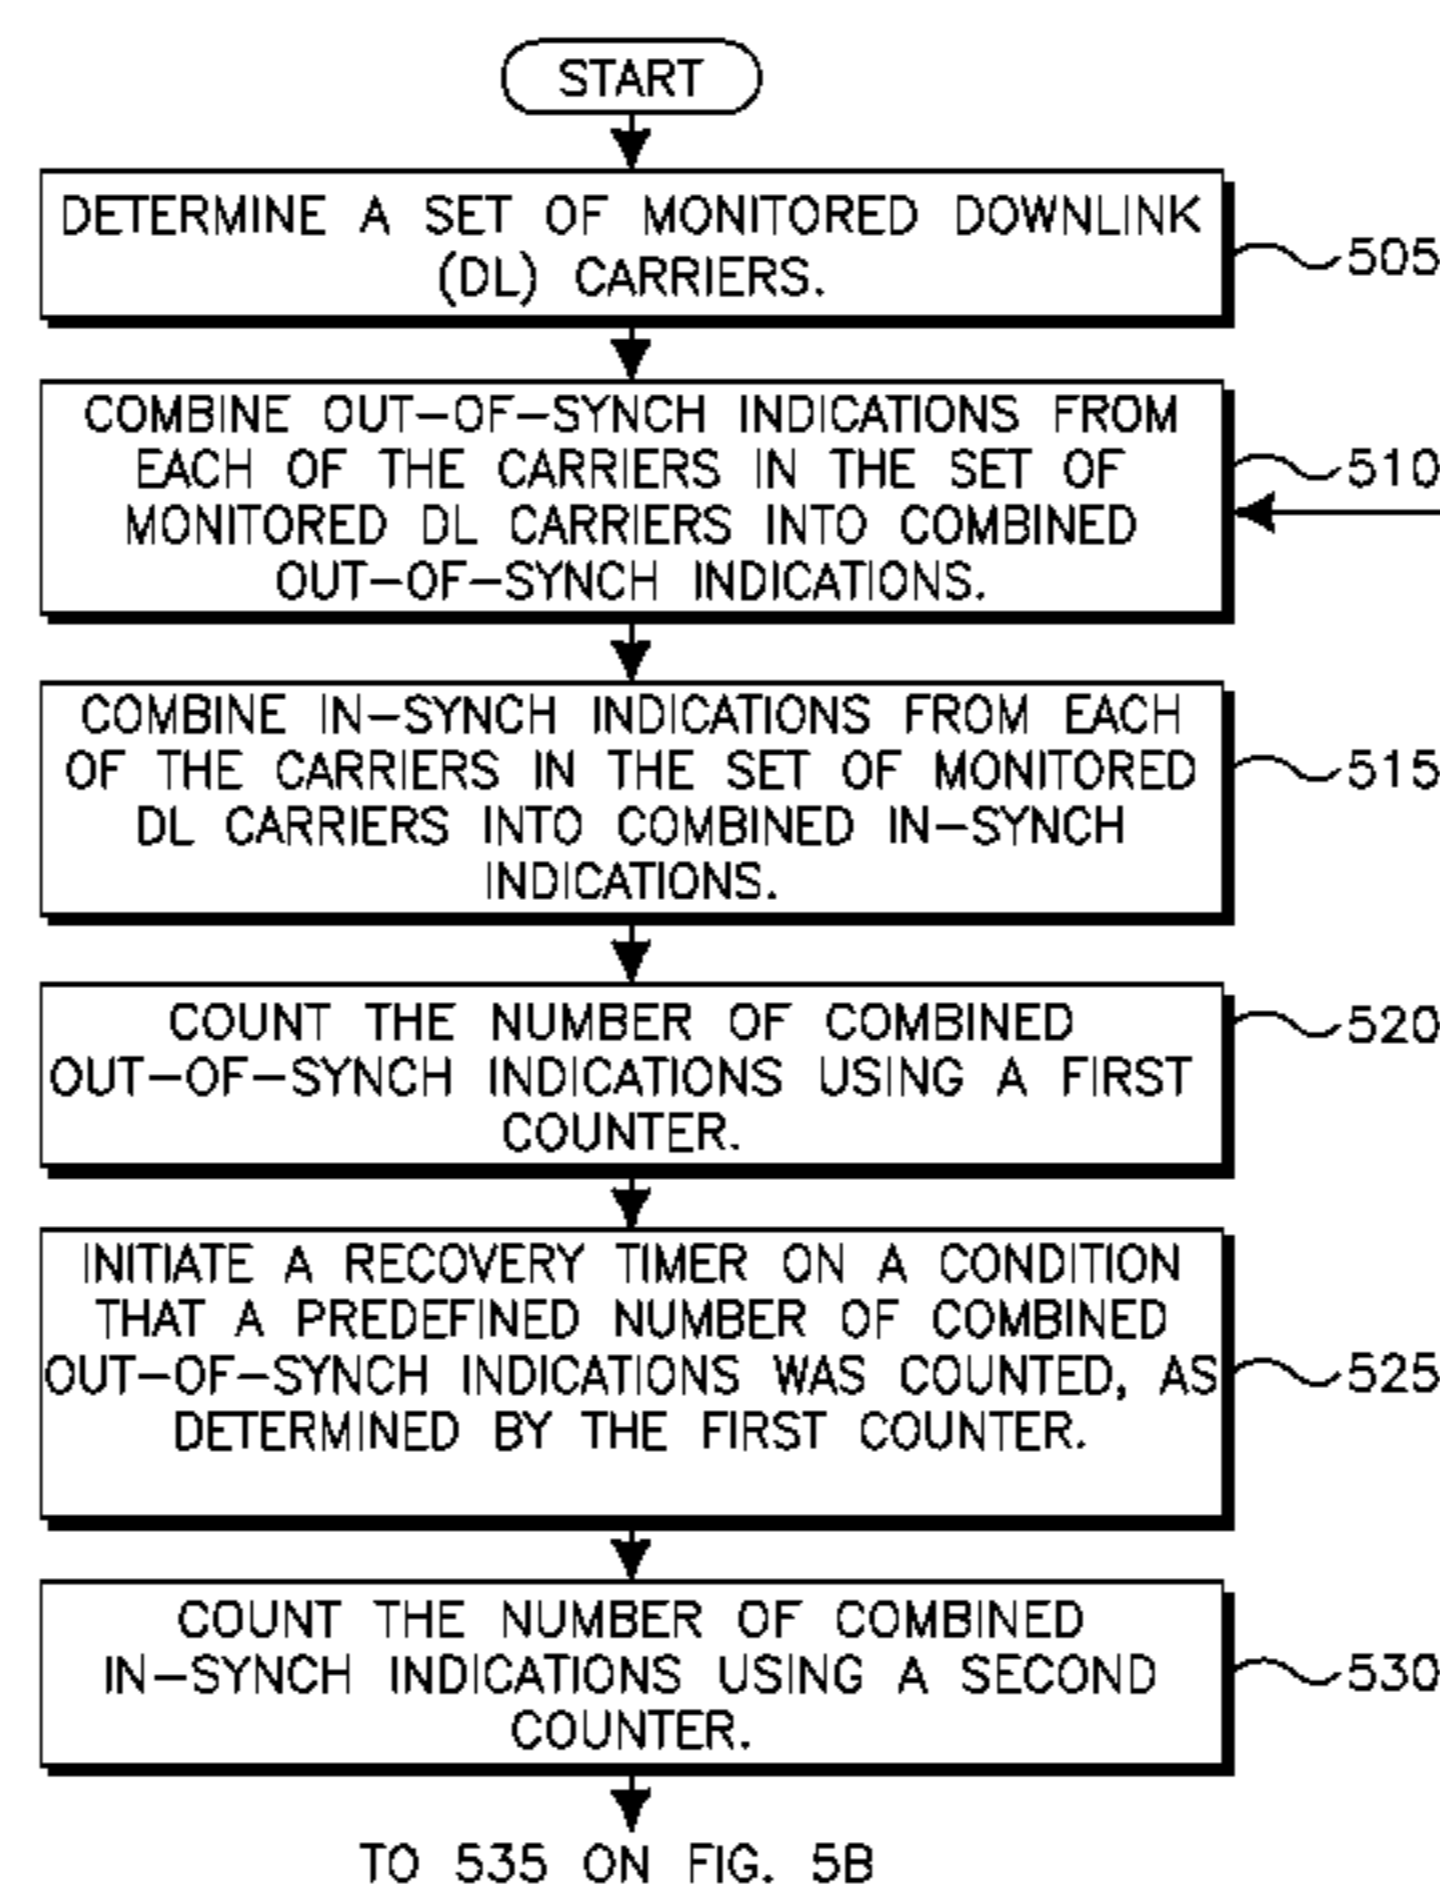 START
DETERMINE A SET OF MONITORED DOWNLINK
(DL) CARRIERS.
505
COMBINE OUT-OF-SYNCH INDICATIONS FROM
EACH OF THE CARRIERS IN THE SET OF
MONITORED DL CARRIERS INTO COMBINED
OUT-OF-SYNCH INDICATIONS.
510
COMBINE IN-SYNCH INDICATIONS FROM EACH
OF THE CARRIERS IN THE SET OF MONITORED
DL CARRIERS INTO COMBINED IN-SYNCH
INDICATIONS.
515
COUNT THE NUMBER OF COMBINED
OUT-OF-SYNCH INDICATIONS USING A FIRST
COUNTER.
520
INITIATE A RECOVERY TIMER ON A CONDITION
THAT A PREDEFINED NUMBER OF COMBINED
OUT-OF-SYNCH INDICATIONS WAS COUNTED, AS
DETERMINED BY THE FIRST COUNTER.
525
COUNT THE NUMBER OF COMBINED
IN-SYNCH INDICATIONS USING A SECOND
COUNTER.
530
TO 535 ON FIG. 5B